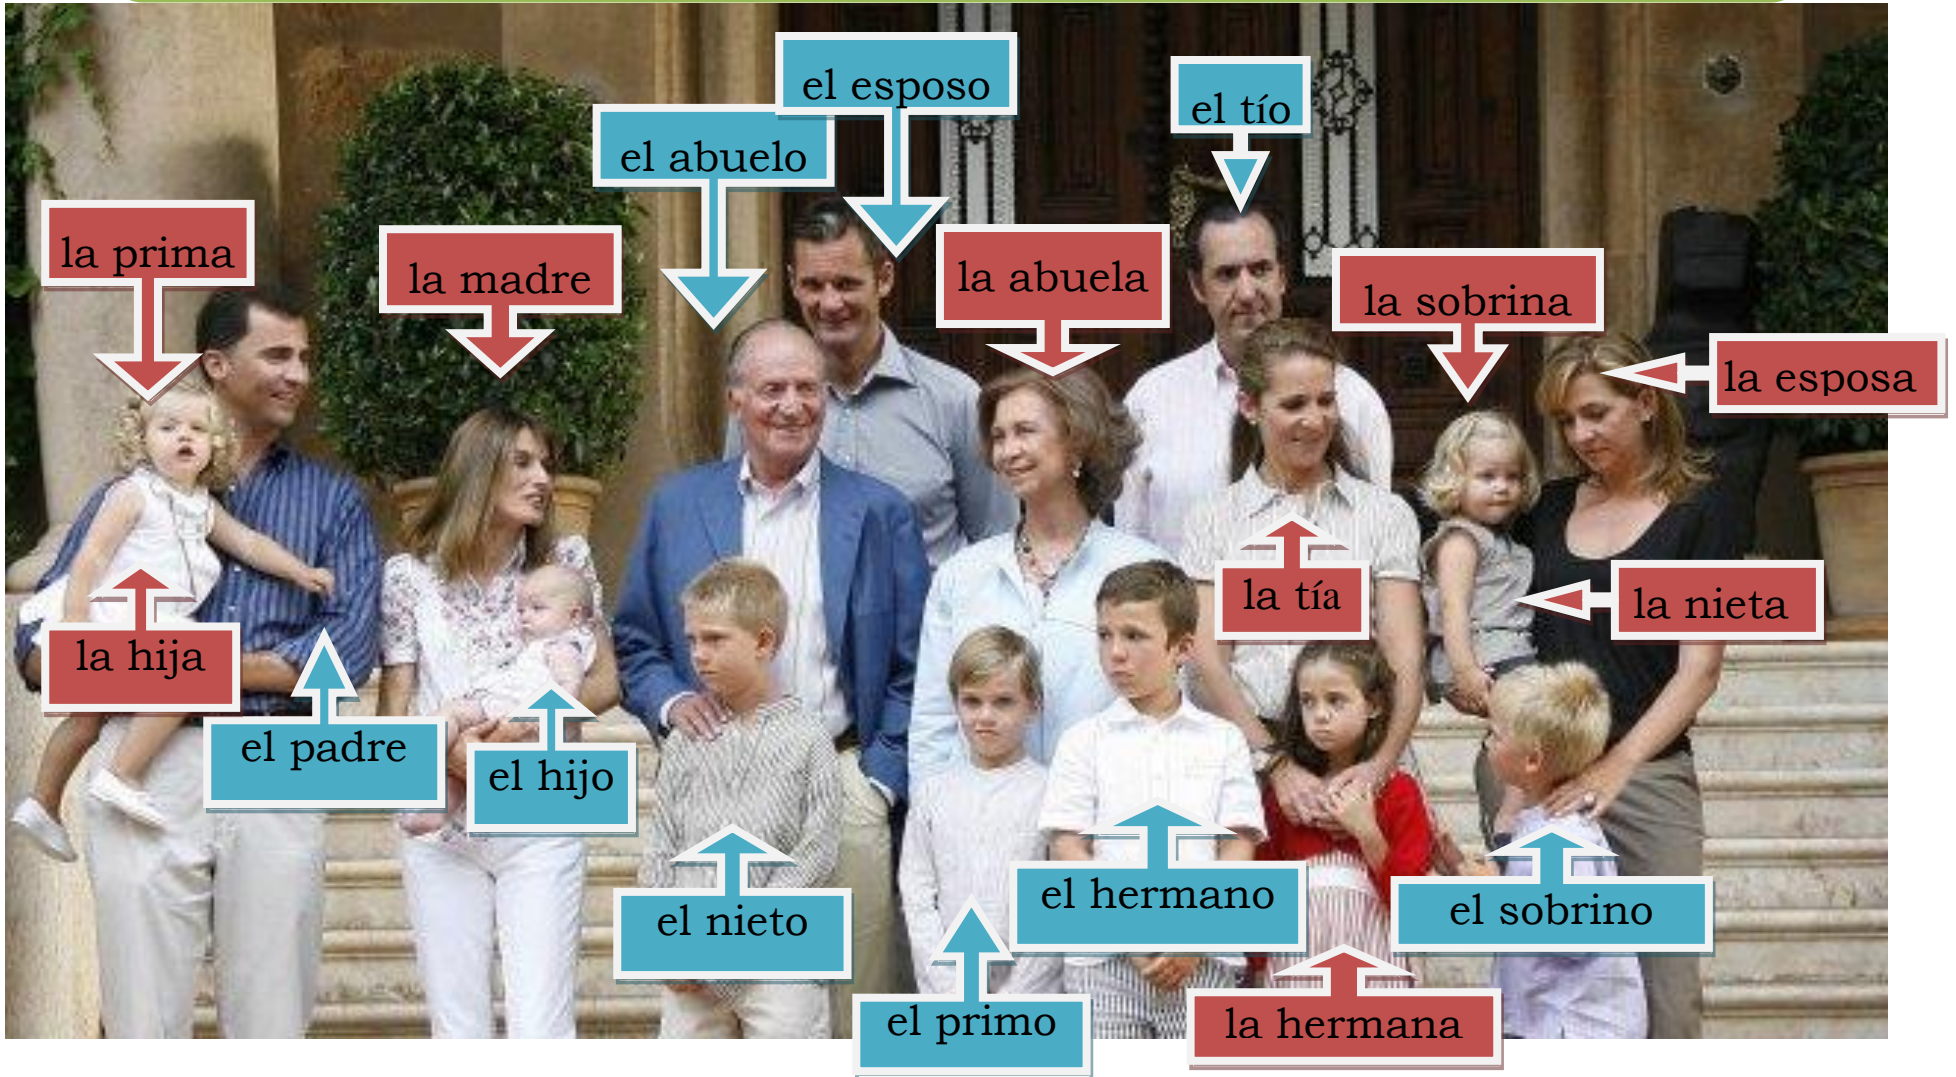 el esposo
el tío
el abuelo
la prima
la madre
la abuela
la sobrina
la esposa
la tía
la nieta
la hija
el padre
el hijo
el nieto
el hermano
el sobrino
el primo
la hermana